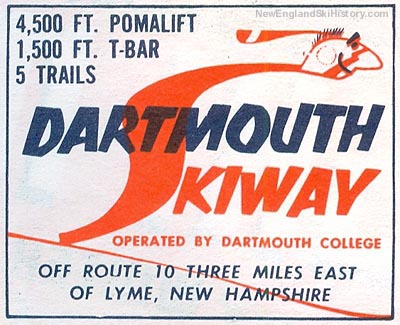 NewEnglandSkiHistory.com
4,500 FT. POMALIFT
1,500 FT. T-BAR
5 TRAILS
DARTMOUTH
SKIWAY
OPERATED BY DARTMOUTH COLLEGE
OFF ROUTE 10 THREE MILES EAST
OF LYME, NEW HAMPSHIRE